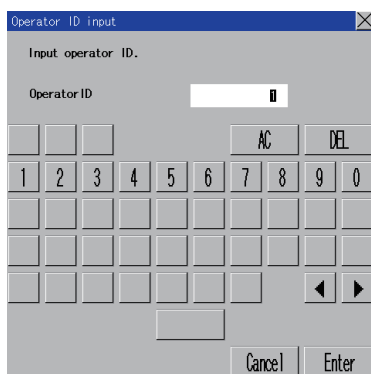 Operator ID input
Input operator ID.
Operator ID 1
AC DEL
1 2 3 4 5 6 7 8 9 0
◀ ▶
Cancel Enter